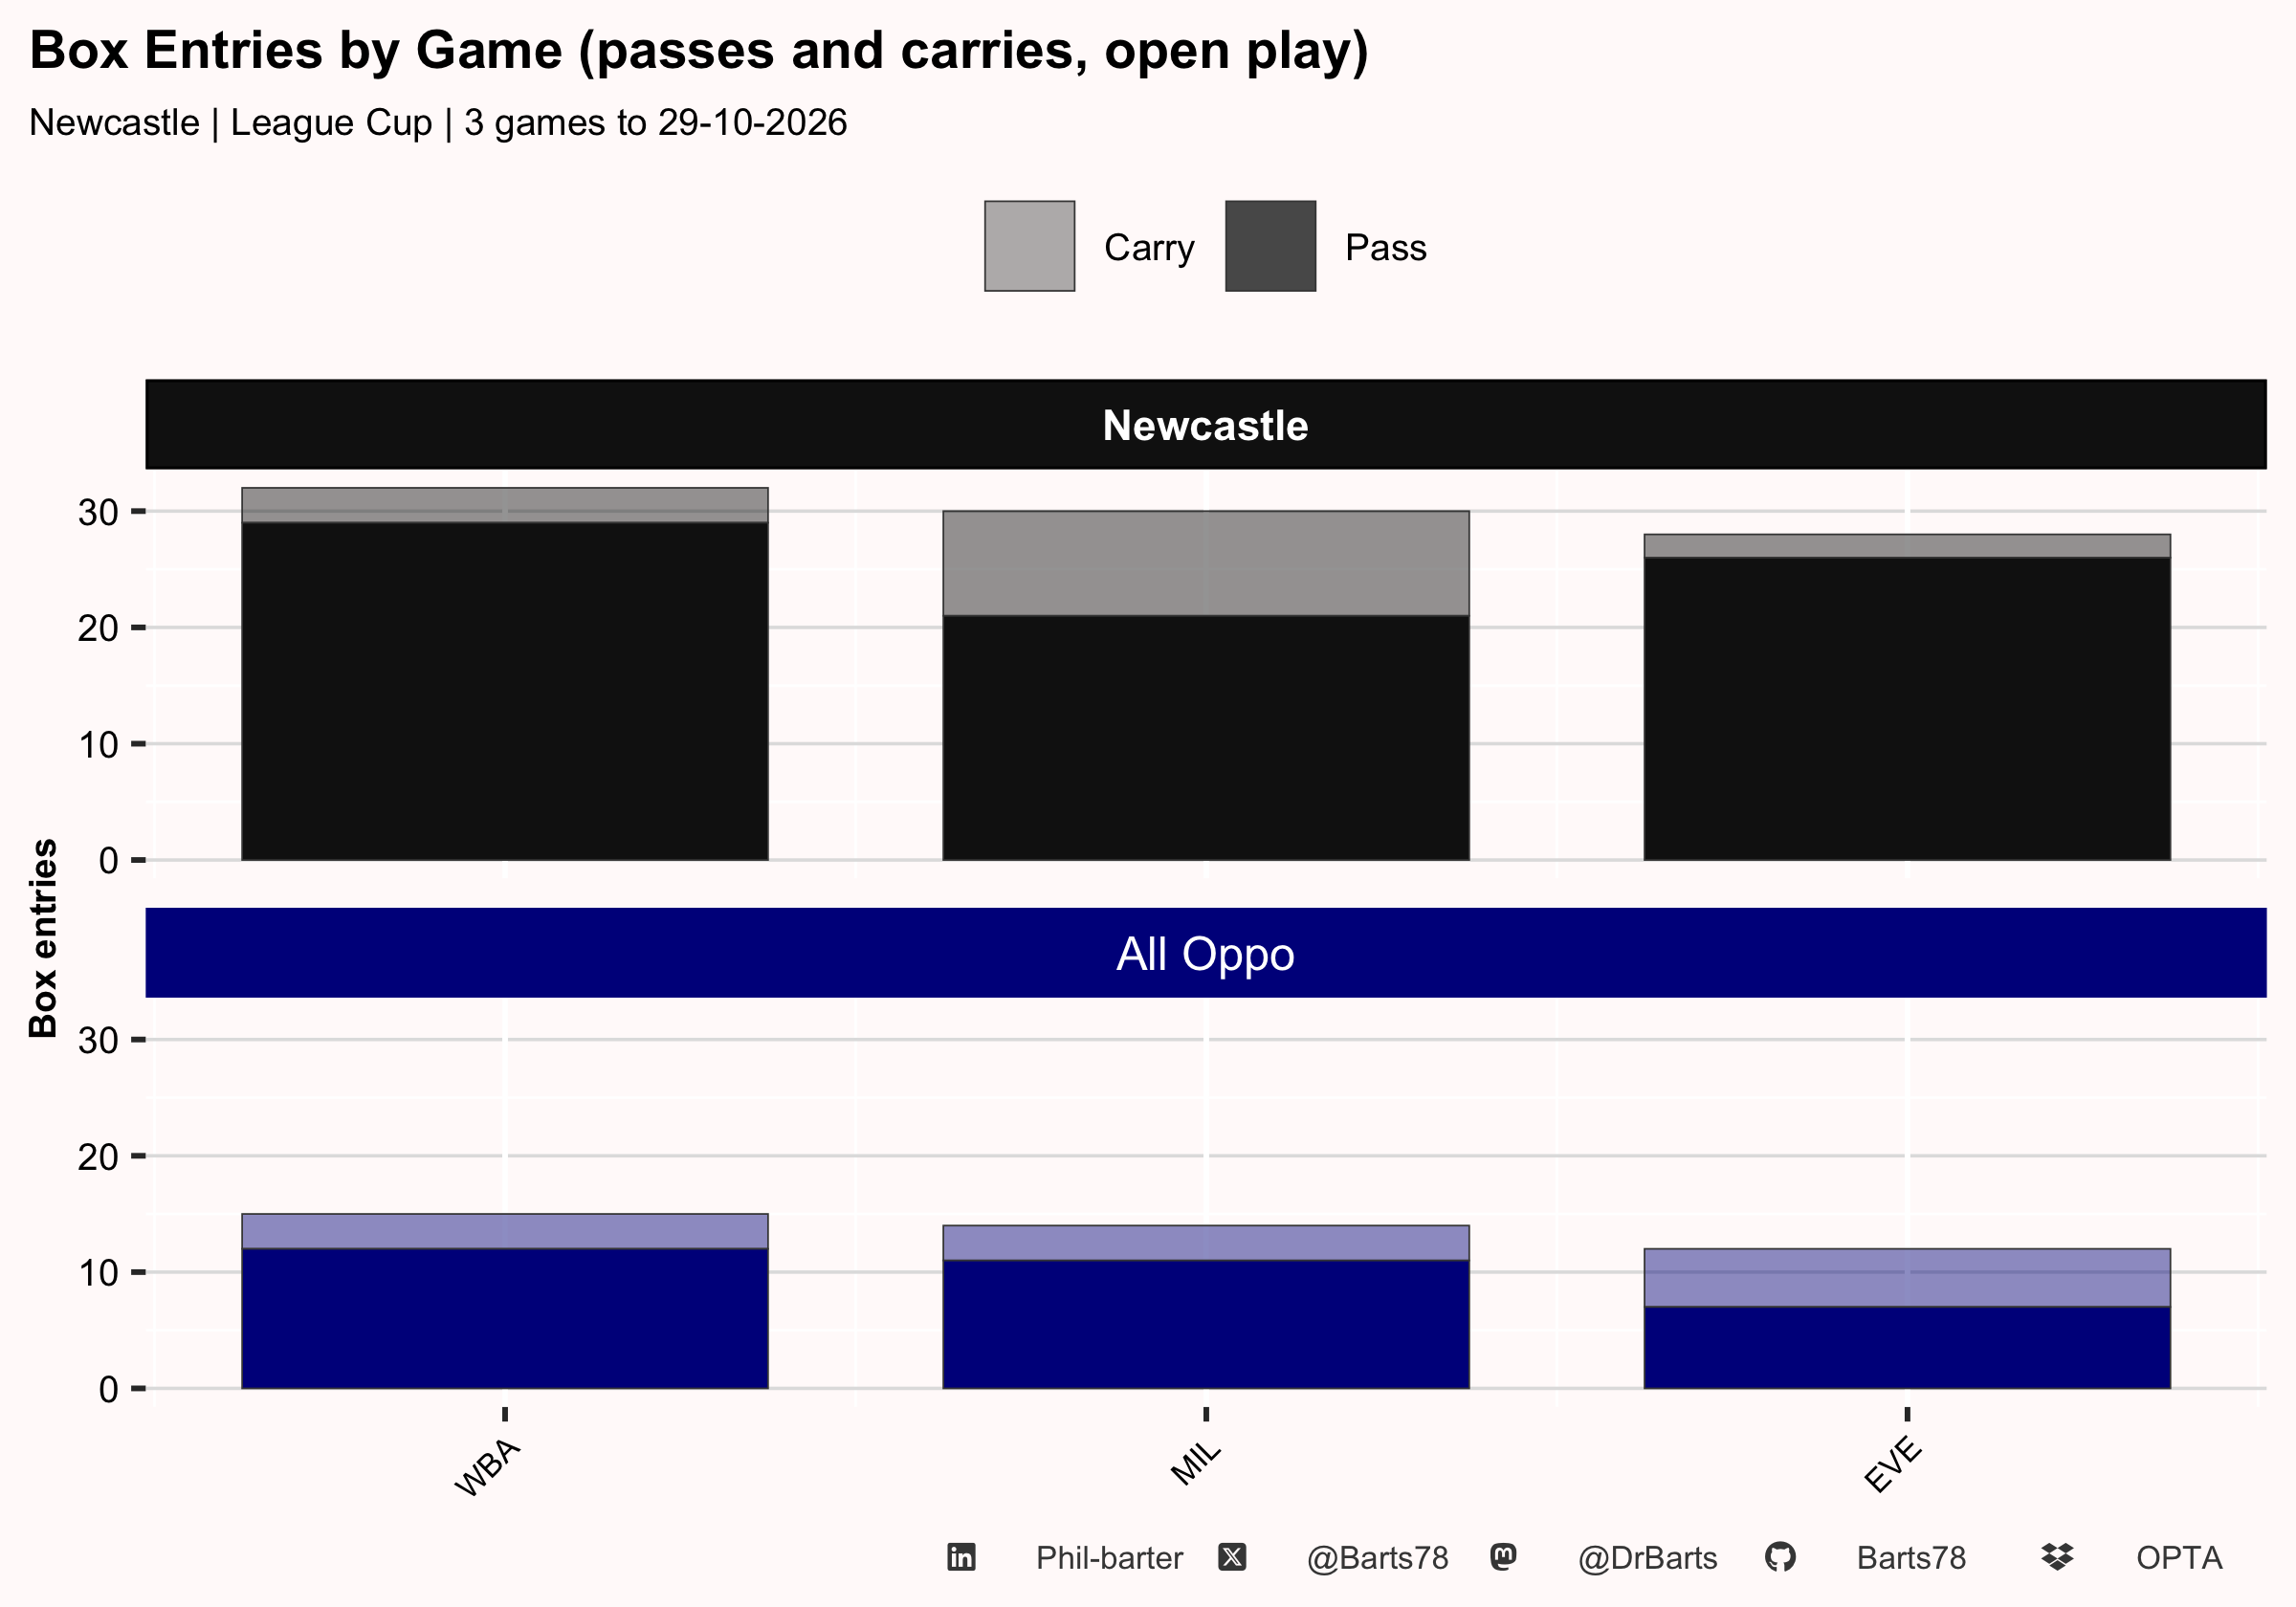 Box Entries by Game (passes and carries, open play)
Newcastle | League Cup | 3 games to 29-10-2026
Carry Pass
Newcastle
30
20
10
0
Box entries
All Oppo
30
20
10
0
WBA MIL EVE
Phil-barter @Barts78 @DrBarts Barts78 OPTA